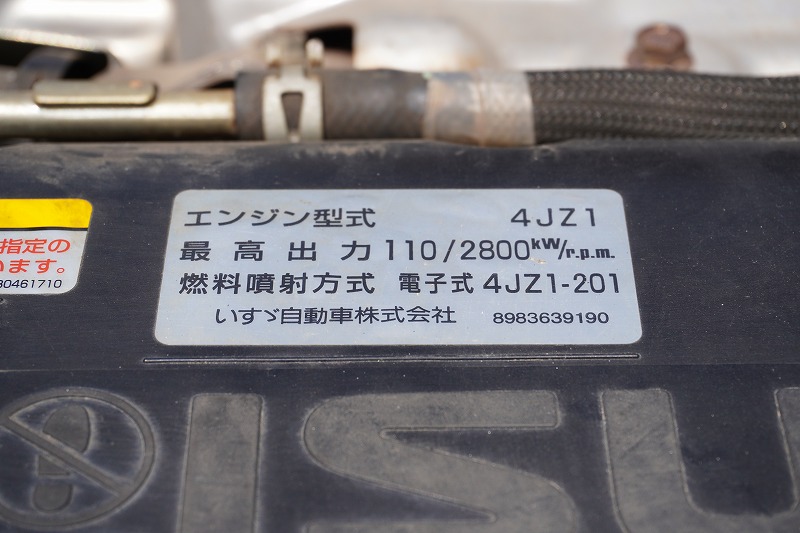 エンジン型式 4JZ1
最高出力 110/2800kW/r.p.m.
燃料噴射方式 電子式 4JZ1-201
いすゞ自動車株式会社 8983639190
指定の
います。
80461710
ISU